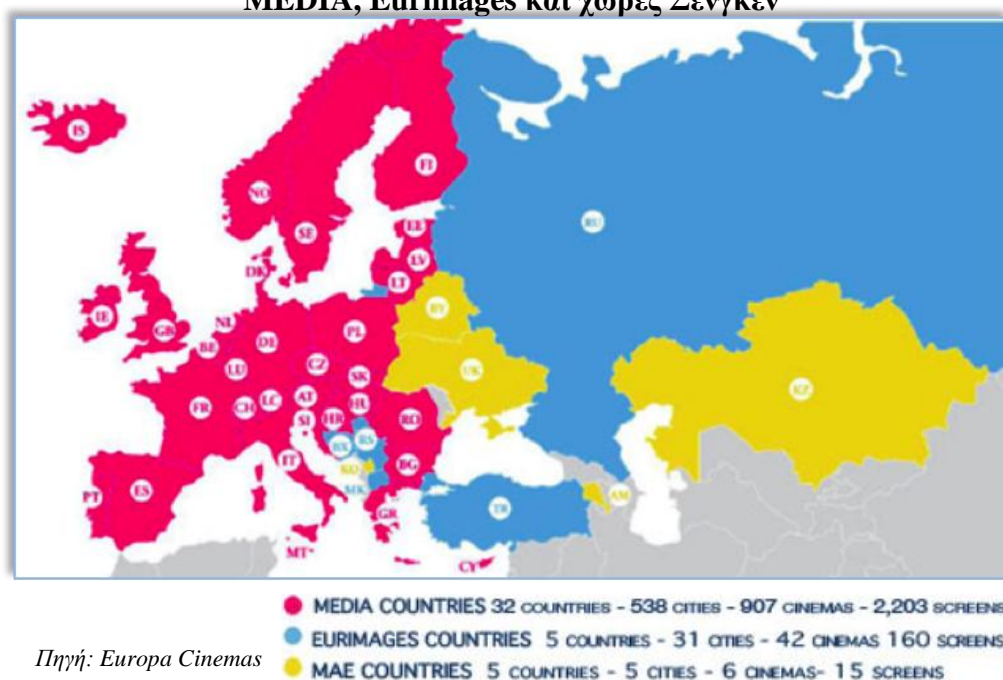 MEDIA, Eurimages και χώρες Σένγκεν
IS
FI
NO
SE
EE
LV
DK
LT
IE
GB
NL
BY
PL
DE
BE
LU
CZ
UK
SK
FR
CH
LC
AT
HU
SI
HR
RO
RS
IT
BG
PT
ES
TR
GR
MT
CY
RU
KZ
AM
MEDIA COUNTRIES 32 COUNTRIES - 538 CITIES - 907 CINEMAS - 2,203 SCREENS
EURIMAGES COUNTRIES 5 COUNTRIES - 31 CITIES - 42 CINEMAS 160 SCREENS
Πηγή: Europa Cinemas
MAE COUNTRIES 5 COUNTRIES - 5 CITIES - 6 CINEMAS- 15 SCREENS